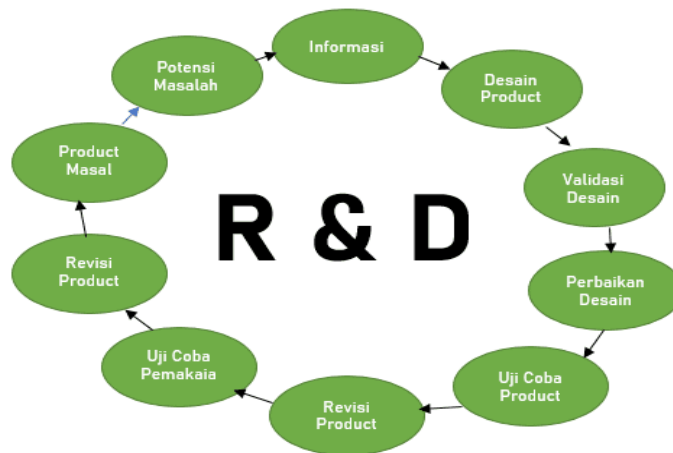 Potensi
Masalah
Informasi
Desain
Product
Validasi
Desain
Perbaikan
Desain
Uji Coba
Product
Revisi
Product
Uji Coba
Pemakaia
Revisi
Product
Product
Masal
R & D